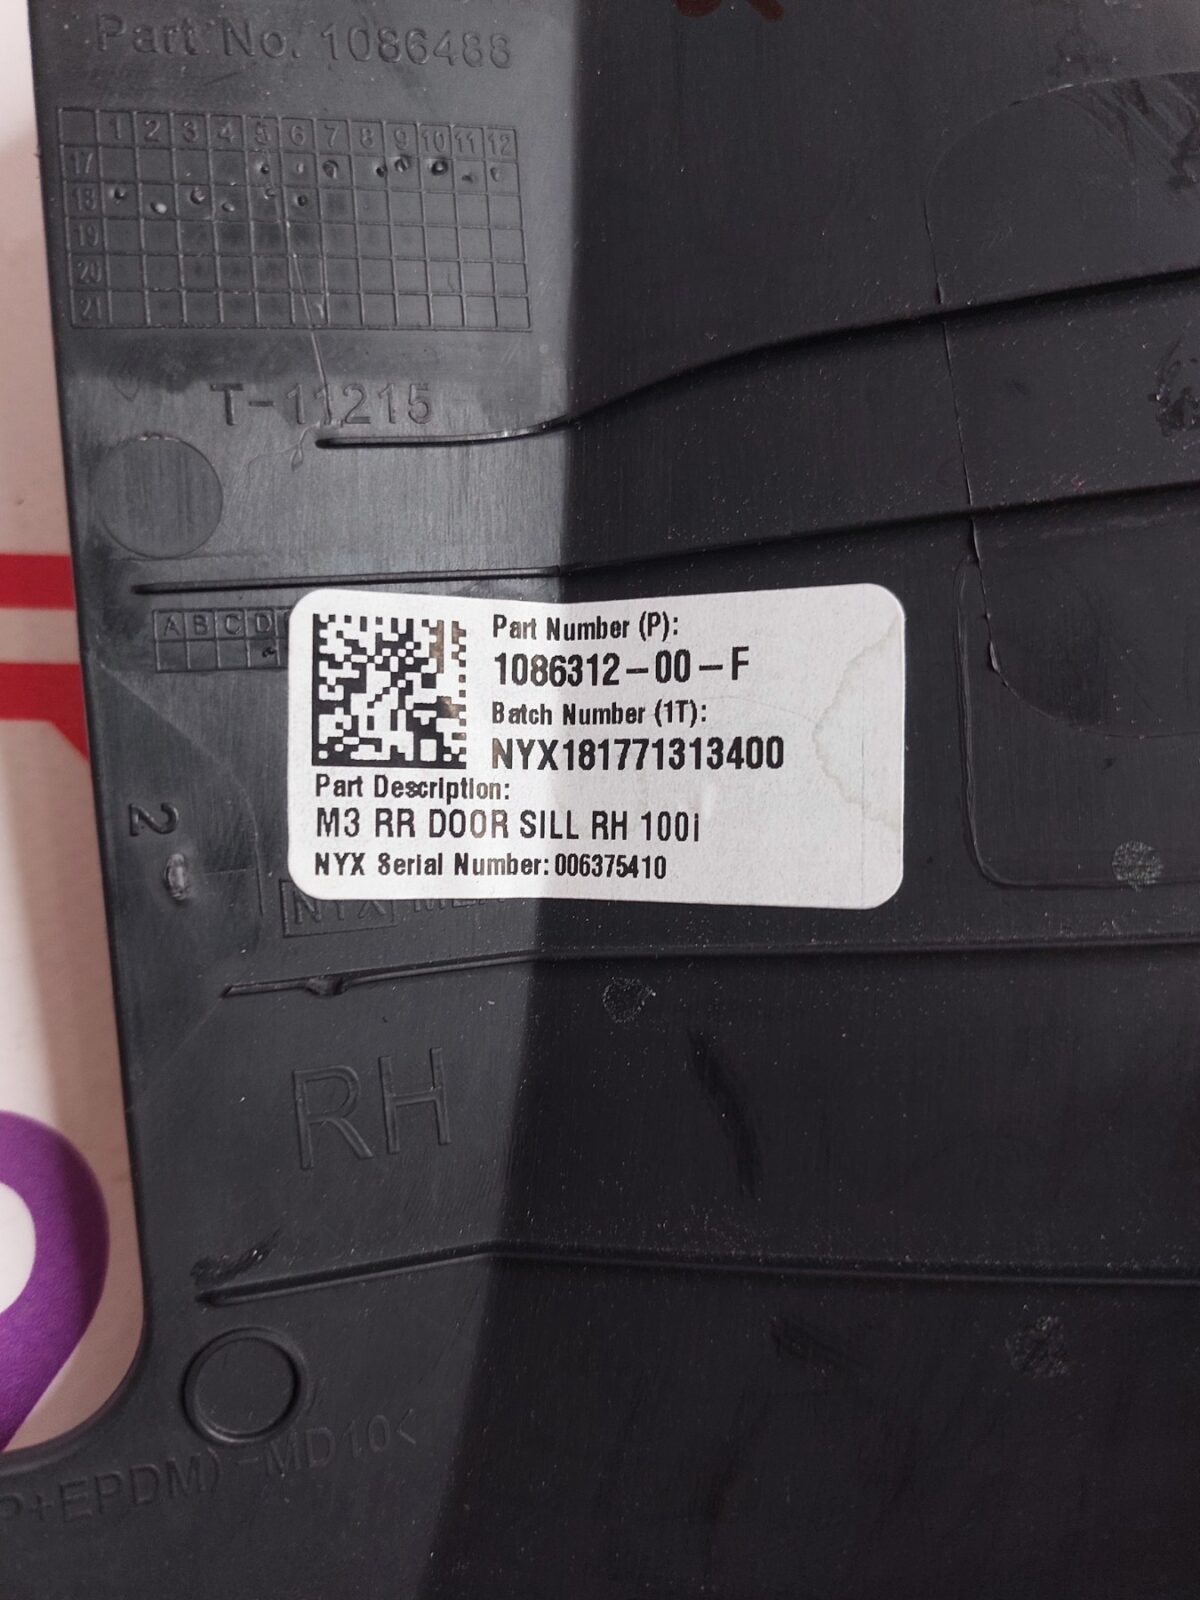 Part No. 1086488
1 2 3 4 5 6 7 8 9 10 11 12
17
18
19
20
21
T-11215
A B C D
Part Number (P):
1086312-00-F
Batch Number (1T):
NYX181771313400
Part Description:
M3 RR DOOR SILL RH 100i
NYX Serial Number: 006375410
2
NYX
RH
P+EPDM)-MD10<